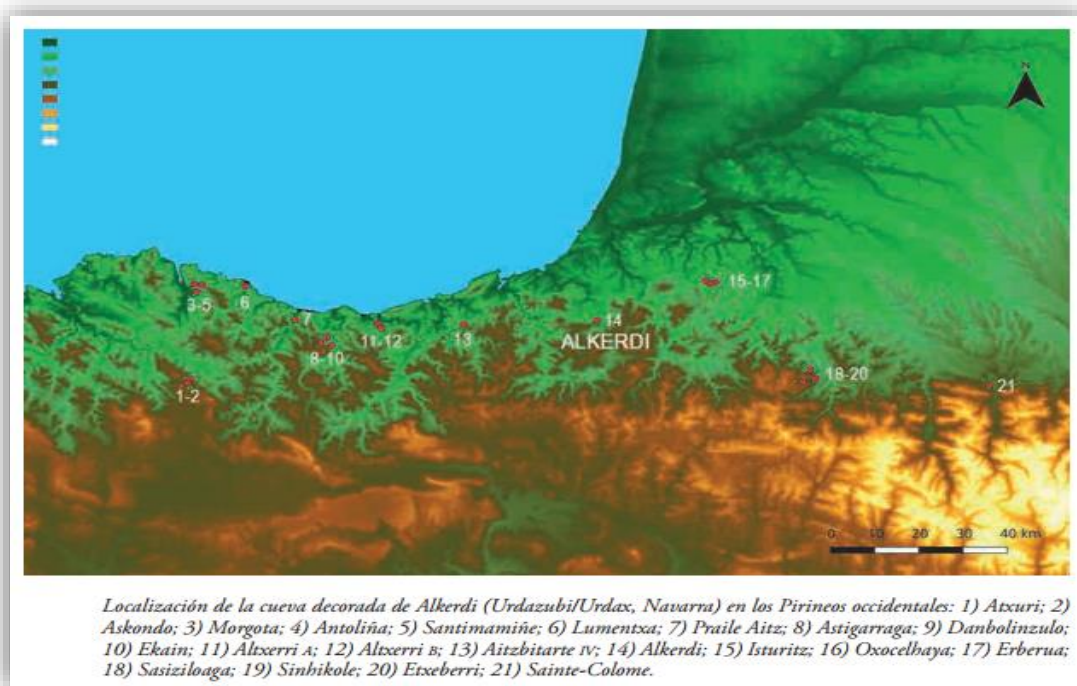 N
3-5
6
7
8-10
11-12
13
14
ALKERDI
15-17
1-2
18-20
21
0 10 20 30 40 km
Localización de la cueva decorada de Alkerdi (Urdazubi/Urdax, Navarra) en los Pirineos occidentales: 1) Atxuri; 2)
Askondo; 3) Morgota; 4) Antoliña; 5) Santimamiñe; 6) Lumentxa; 7) Praile Aitz; 8) Astigarraga; 9) Danbolinzulo;
10) Ekain; 11) Altxerri A; 12) Altxerri B; 13) Aitzbitarte IV; 14) Alkerdi; 15) Isturitz; 16) Oxocelhaya; 17) Erberua;
18) Sasiziloaga; 19) Sinhikole; 20) Etxeberri; 21) Sainte-Colome.